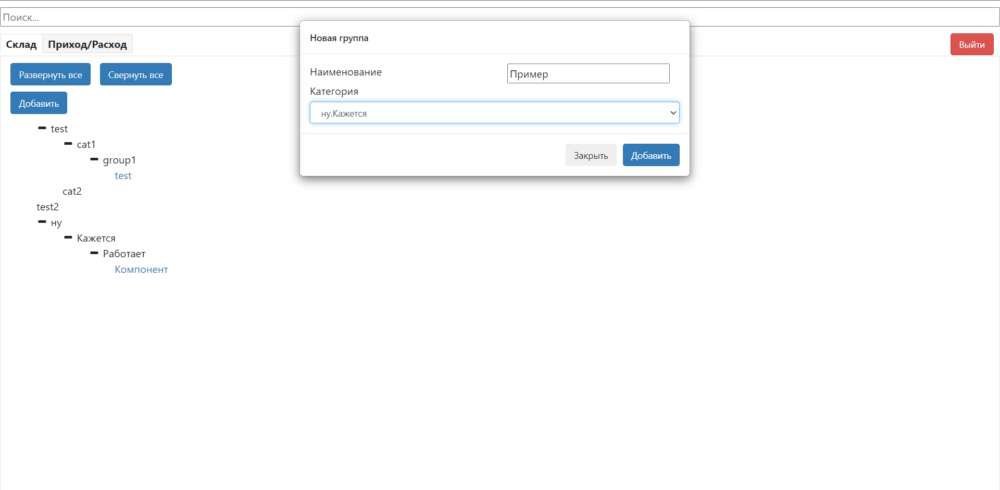 Поиск...
Склад
Приход/Расход
Выйти
Развернуть все
Свернуть все
Добавить
test
cat1
group1
test
cat2
test2
ну
Кажется
Работает
Компонент
Новая группа
Наименование
Пример
Категория
ну.Кажется
Закрыть
Добавить